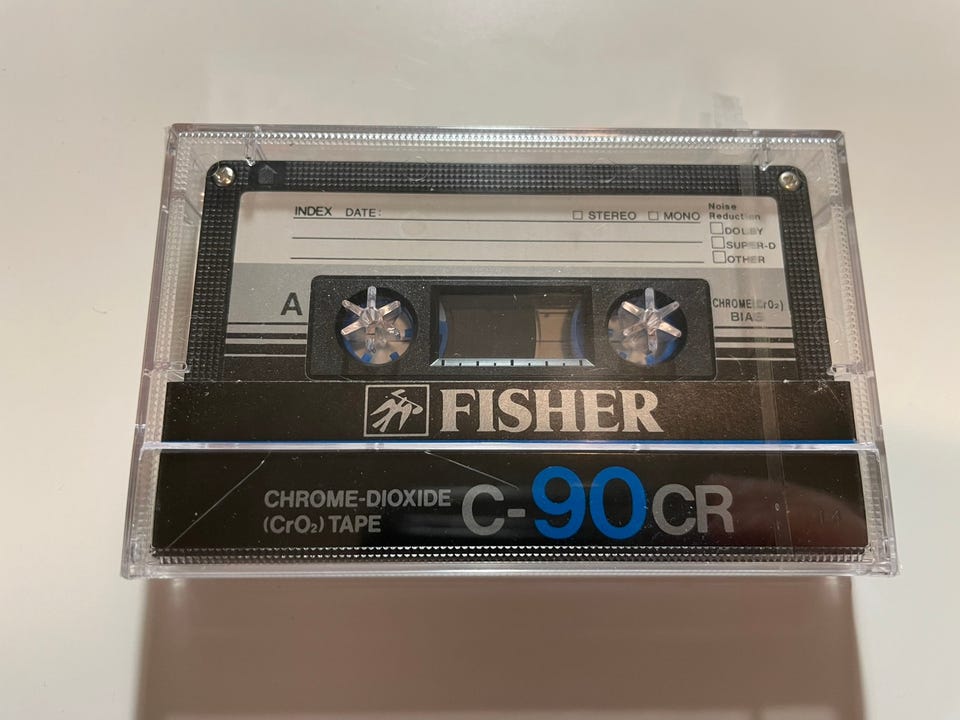 INDEX DATE:
☐ STEREO ☐ MONO
Noise
Reduction
☐ DOLBY
☐ SUPER-D
☐ OTHER
A
CHROME(CrO₂)
BIAS
FISHER
CHROME-DIOXIDE
(CrO₂) TAPE
C-90CR